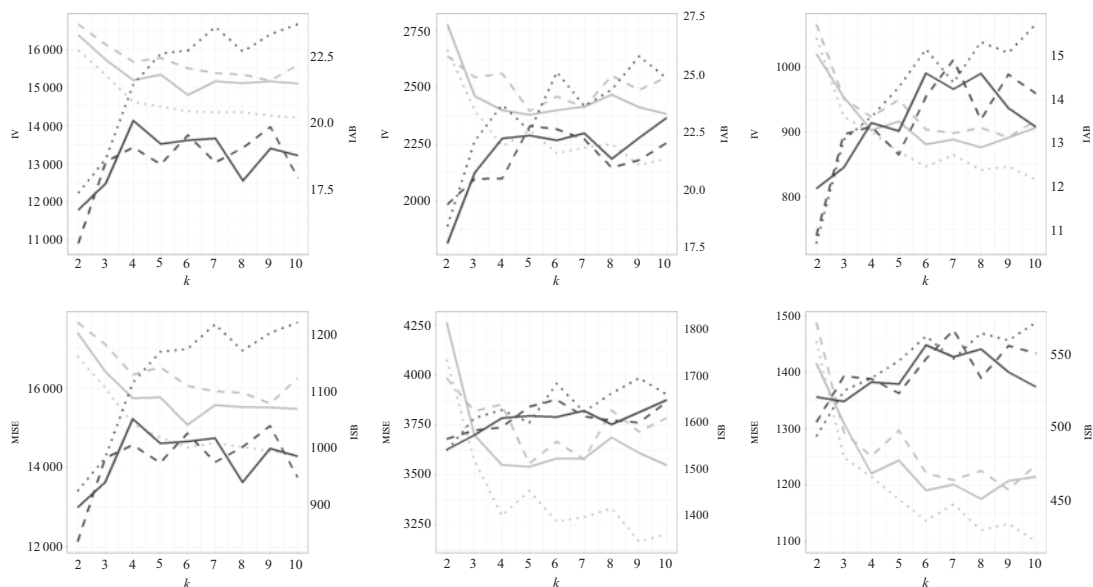 16 000
15 000
14 000
13 000
12 000
11 000
IV
22.5
20.0
17.5
IAB
2 3 4 5 6 7 8 9 10
k
2750
2500
2250
2000
IV
27.5
25.0
22.5
20.0
17.5
IAB
2 3 4 5 6 7 8 9 10
k
1000
900
800
IV
15
14
13
12
11
IAB
2 3 4 5 6 7 8 9 10
k
16 000
14 000
12 000
MISE
1200
1100
1000
900
ISB
2 3 4 5 6 7 8 9 10
k
4250
4000
3750
3500
3250
MISE
1800
1700
1600
1500
1400
ISB
2 3 4 5 6 7 8 9 10
k
1500
1400
1300
1200
1100
MISE
550
500
450
ISB
2 3 4 5 6 7 8 9 10
k